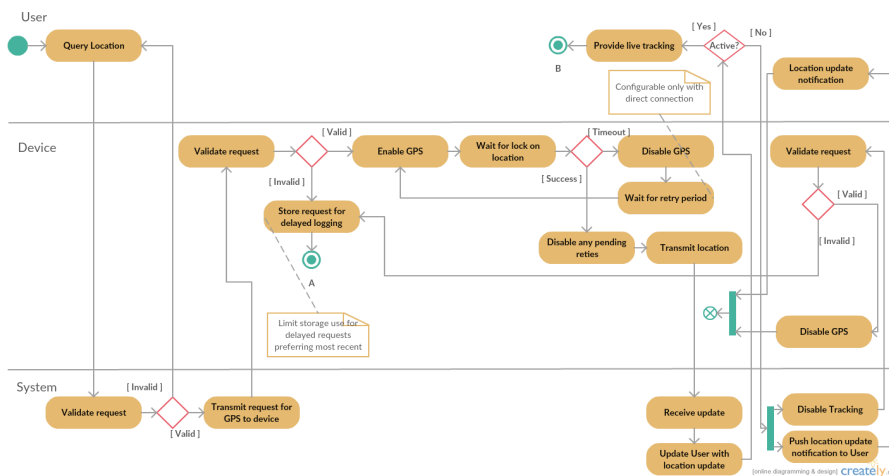 User
Query Location
B
Provide live tracking
[ Yes ]
Active?
[ No ]
Location update
notification
Configurable only with
direct connection
Device
Validate request
[ Valid ]
[ Invalid ]
Enable GPS
Wait for lock on
location
[ Timeout ]
[ Success ]
Disable GPS
Wait for retry period
Validate request
[ Valid ]
[ Invalid ]
Store request for
delayed logging
A
Disable any pending
reties
Transmit location
Limit storage use for
delayed requests
preferring most recent
Disable GPS
System
Validate request
[ Invalid ]
[ Valid ]
Transmit request for
GPS to device
Receive update
Update User with
location update
Disable Tracking
Push location update
notification to User
[online diagramming & design]
creately